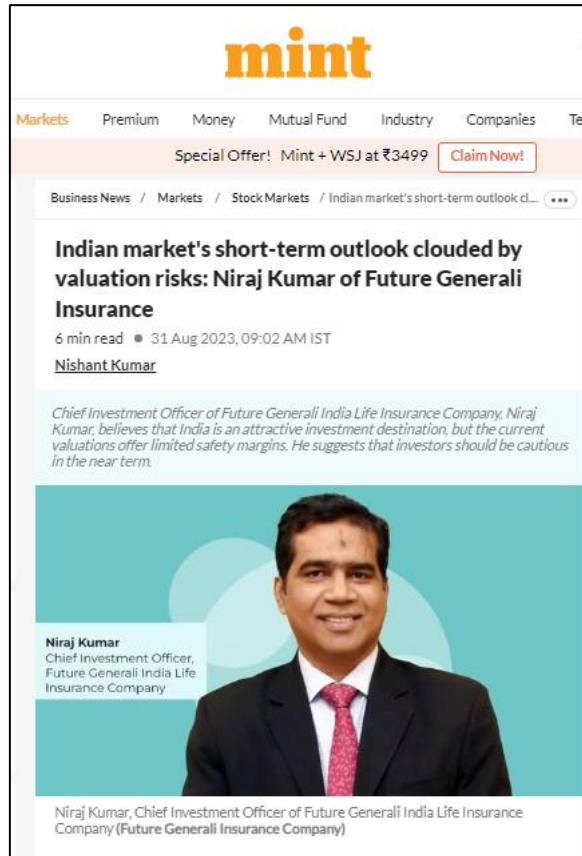 mint
Markets Premium Money Mutual Fund Industry Companies Te
Special Offer! Mint + WSJ at ₹3499 Claim Now!
Business News / Markets / Stock Markets / Indian market's short-term outlook cl... •••
Indian market's short-term outlook clouded by
valuation risks: Niraj Kumar of Future Generali
Insurance
6 min read • 31 Aug 2023, 09:02 AM IST
Nishant Kumar
Chief Investment Officer of Future Generali India Life Insurance Company, Niraj
Kumar, believes that India is an attractive investment destination, but the current
valuations offer limited safety margins. He suggests that investors should be cautious
in the near term.
Niraj Kumar
Chief Investment Officer,
Future Generali India Life
Insurance Company
Niraj Kumar, Chief Investment Officer of Future Generali India Life Insurance
Company (Future Generali Insurance Company)